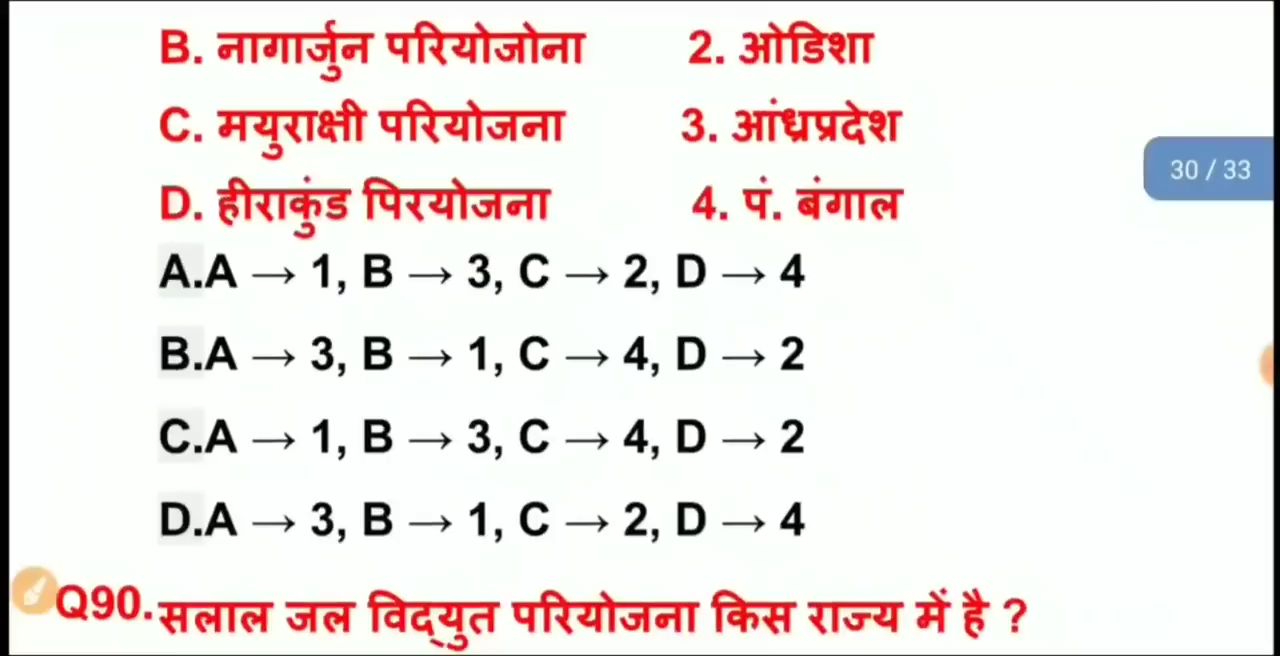 B. नागार्जुन परियोजोना 2. ओडिशा
C. मयुराक्षी परियोजना 3. आंध्रप्रदेश
30 / 33
D. हीराकुंड पिरयोजना 4. पं. बंगाल
A.A → 1, B → 3, C → 2, D → 4
B.A → 3, B → 1, C → 4, D → 2
C.A → 1, B → 3, C → 4, D → 2
D.A → 3, B → 1, C → 2, D → 4
Q90. सलाल जल विद्युत परियोजना किस राज्य में है ?